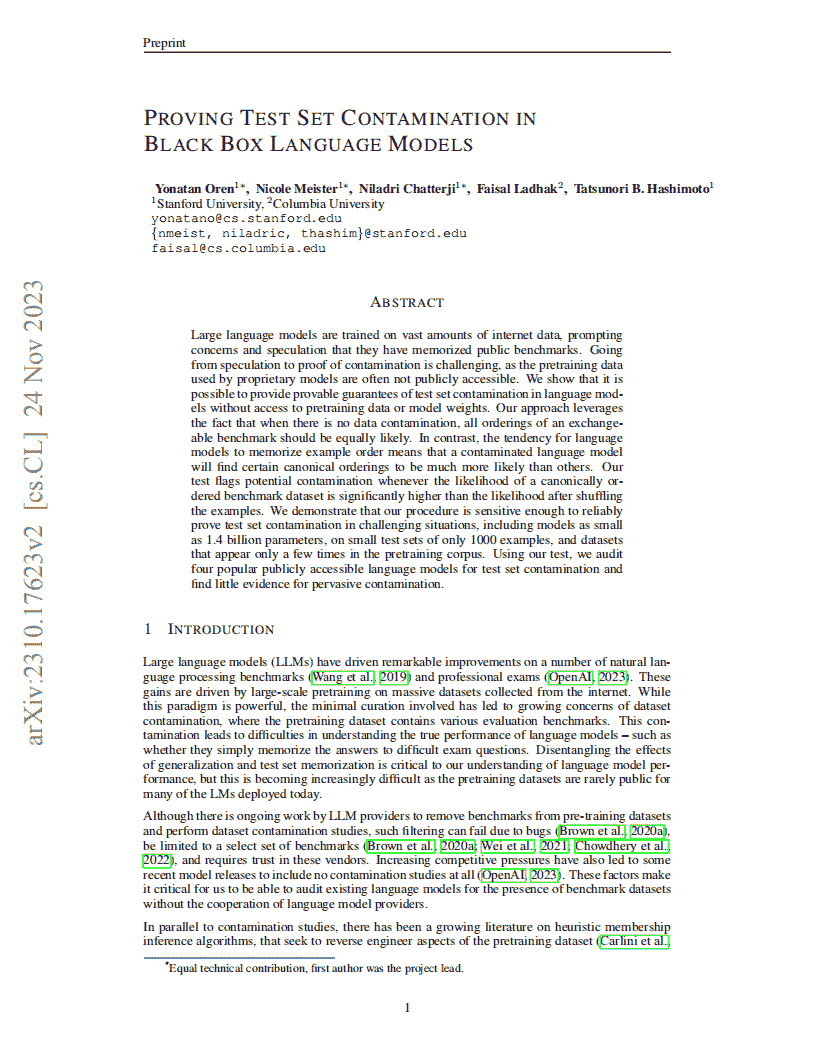 Preprint
PROVING TEST SET CONTAMINATION IN
BLACK BOX LANGUAGE MODELS
Yonatan Oren1*, Nicole Meister1*, Niladri Chatterji1*, Faisal Ladhak2, Tatsunori B. Hashimoto1
1Stanford University, 2Columbia University
yonatano@cs.stanford.edu
{nmeist, niladric, thashim}@stanford.edu
faisal@cs.columbia.edu
arXiv:2310.17623v2 [cs.CL] 24 Nov 2023
ABSTRACT
Large language models are trained on vast amounts of internet data, prompting
concerns and speculation that they have memorized public benchmarks. Going
from speculation to proof of contamination is challenging, as the pretraining data
used by proprietary models are often not publicly accessible. We show that it is
possible to provide provable guarantees of test set contamination in language mod-
els without access to pretraining data or model weights. Our approach leverages
the fact that when there is no data contamination, all orderings of an exchange-
able benchmark should be equally likely. In contrast, the tendency for language
models to memorize example order means that a contaminated language model
will find certain canonical orderings to be much more likely than others. Our
test flags potential contamination whenever the likelihood of a canonically or-
dered benchmark dataset is significantly higher than the likelihood after shuffling
the examples. We demonstrate that our procedure is sensitive enough to reliably
prove test set contamination in challenging situations, including models as small
as 1.4 billion parameters, on small test sets of only 1000 examples, and datasets
that appear only a few times in the pretraining corpus. Using our test, we audit
four popular publicly accessible language models for test set contamination and
find little evidence for pervasive contamination.
1 INTRODUCTION
Large language models (LLMs) have driven remarkable improvements on a number of natural lan-
guage processing benchmarks (Wang et al., 2019) and professional exams (OpenAI, 2023). These
gains are driven by large-scale pretraining on massive datasets collected from the internet. While
this paradigm is powerful, the minimal curation involved has led to growing concerns of dataset
contamination, where the pretraining dataset contains various evaluation benchmarks. This con-
tamination leads to difficulties in understanding the true performance of language models – such as
whether they simply memorize the answers to difficult exam questions. Disentangling the effects
of generalization and test set memorization is critical to our understanding of language model per-
formance, but this is becoming increasingly difficult as the pretraining datasets are rarely public for
many of the LMs deployed today.
Although there is ongoing work by LLM providers to remove benchmarks from pre-training datasets
and perform dataset contamination studies, such filtering can fail due to bugs (Brown et al., 2020a),
be limited to a select set of benchmarks (Brown et al., 2020a; Wei et al., 2021; Chowdhery et al.,
2022), and requires trust in these vendors. Increasing competitive pressures have also led to some
recent model releases to include no contamination studies at all (OpenAI, 2023). These factors make
it critical for us to be able to audit existing language models for the presence of benchmark datasets
without the cooperation of language model providers.
In parallel to contamination studies, there has been a growing literature on heuristic membership
inference algorithms, that seek to reverse engineer aspects of the pretraining dataset (Carlini et al.,
*Equal technical contribution, first author was the project lead.
1